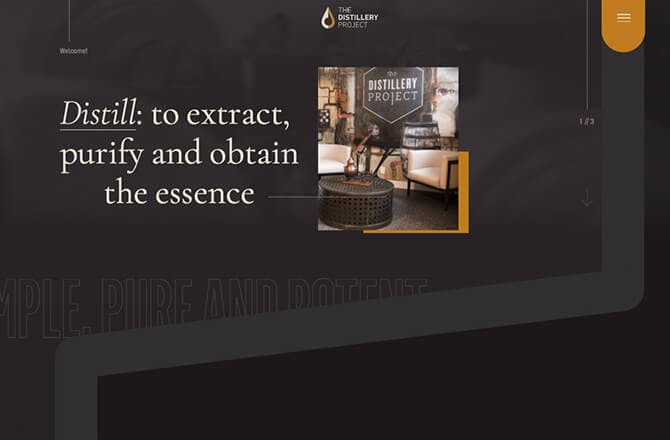 THE
DISTILLERY
PROJECT
Welcome!
the
DISTILLERY
PROJECT
Distill: to extract,
purify and obtain
the essence
1 // 3
MPLE, PURE AND POTENT